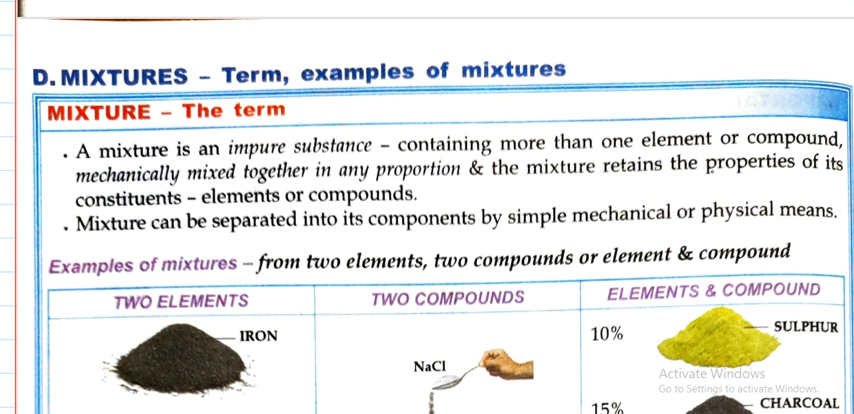 D. MIXTURES – Term, examples of mixtures
MIXTURE – The term
. A mixture is an impure substance – containing more than one element or compound,
mechanically mixed together in any proportion & the mixture retains the properties of its
constituents – elements or compounds.
. Mixture can be separated into its components by simple mechanical or physical means.
Examples of mixtures – from two elements, two compounds or element & compound
TWO ELEMENTS
TWO COMPOUNDS
ELEMENTS & COMPOUND
IRON
NaCl
10%
SULPHUR
Activate Windows
Go to Settings to activate Windows.
15%
CHARCOAL